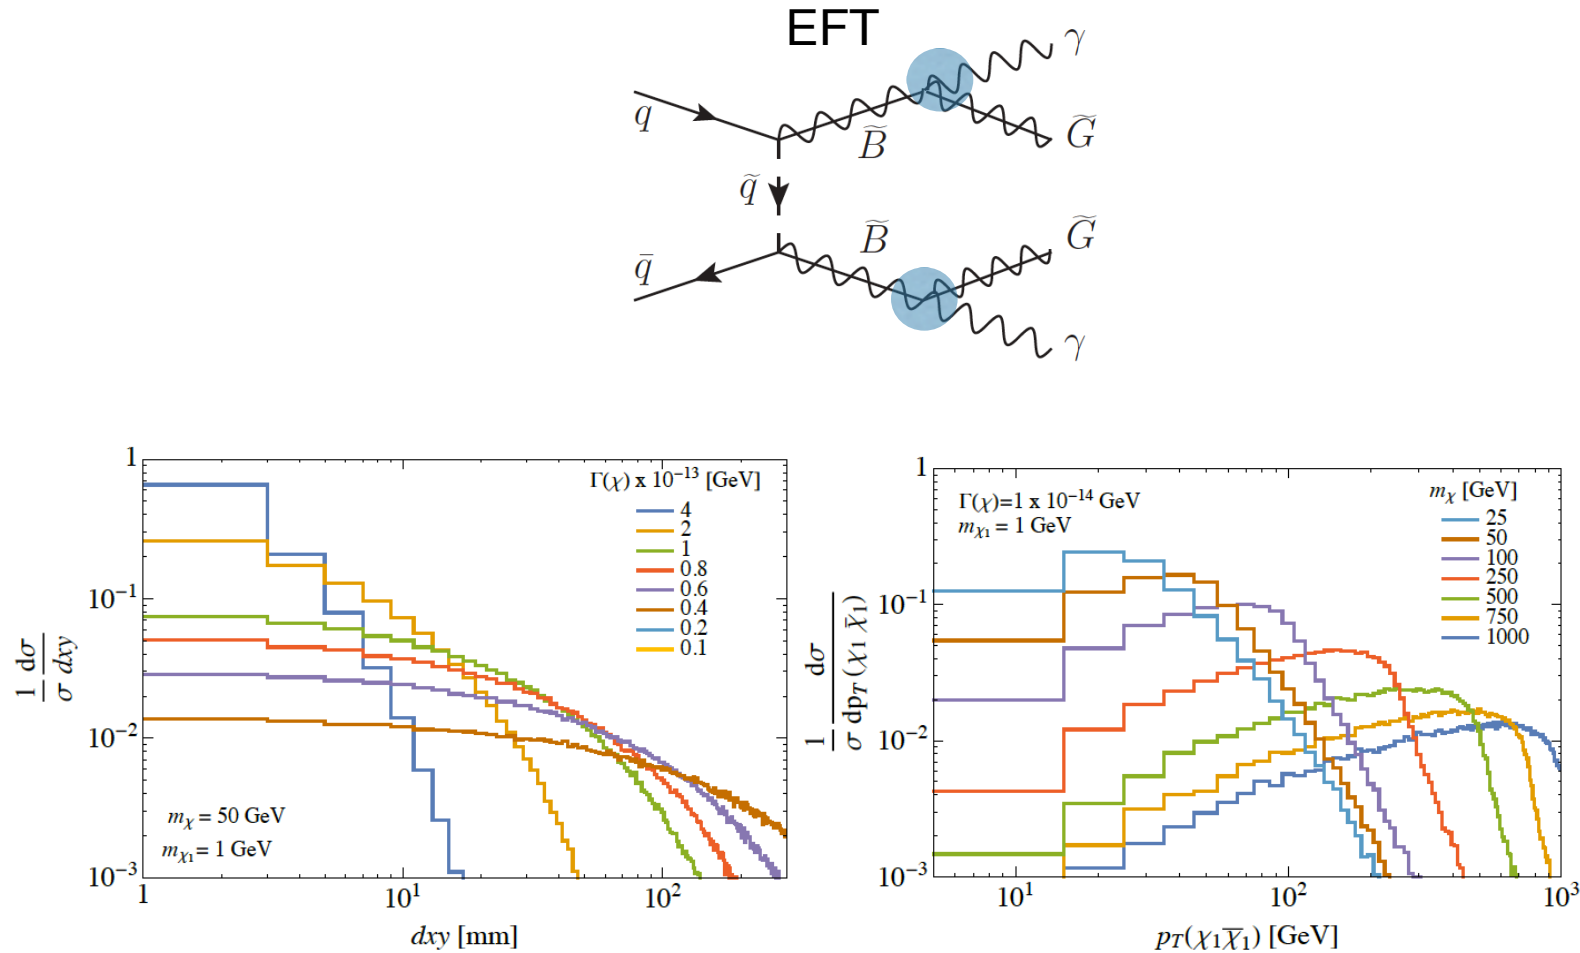 EFT
γ
q
B̃
G̃
q̃
B̃
G̃
q̄
γ
1
10⁻¹
10⁻²
10⁻³
1/σ dσ/dxy
Γ(χ) x 10⁻¹³ [GeV]
4
2
1
0.8
0.6
0.4
0.2
0.1
m_χ = 50 GeV
m_χ₁ = 1 GeV
1 10¹ 10²
dxy [mm]
1
10⁻¹
10⁻²
10⁻³
1/σ dσ/dp_T(χ₁ χ̄₁)
Γ(χ)=1 x 10⁻¹⁴ GeV
m_χ₁ = 1 GeV
m_χ [GeV]
25
50
100
250
500
750
1000
10¹ 10² 10³
p_T(χ₁χ̄₁) [GeV]